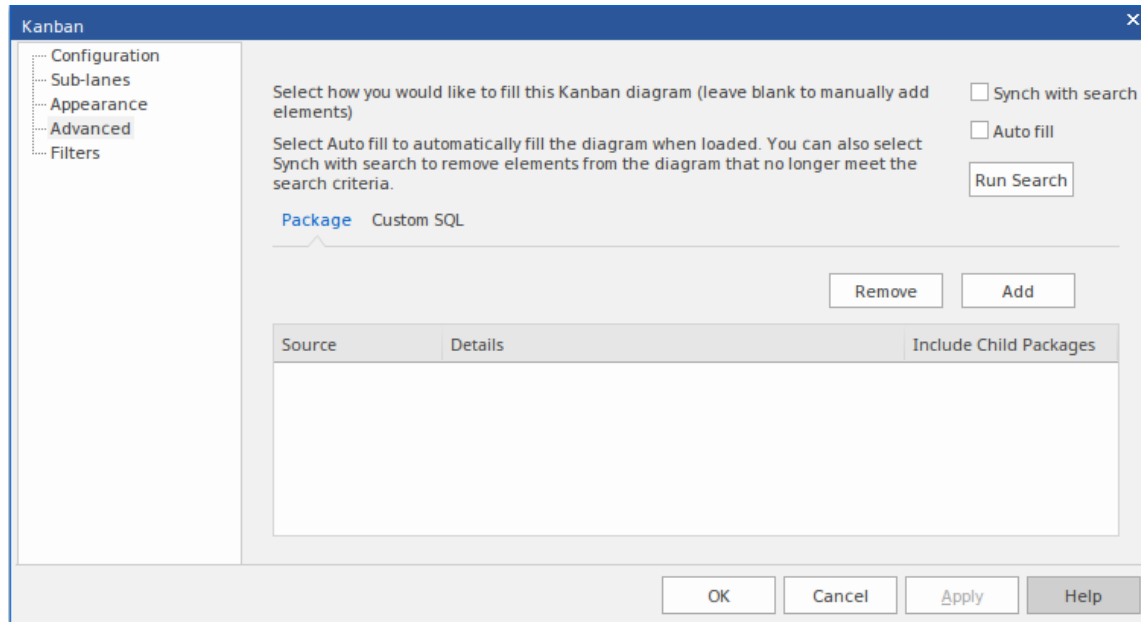 Kanban
Configuration
Sub-lanes
Appearance
Advanced
Filters
Select how you would like to fill this Kanban diagram (leave blank to manually add
elements)
Select Auto fill to automatically fill the diagram when loaded. You can also select
Synch with search to remove elements from the diagram that no longer meet the
search criteria.
Synch with search
Auto fill
Run Search
Package Custom SQL
Remove Add
Source Details Include Child Packages
OK Cancel Apply Help